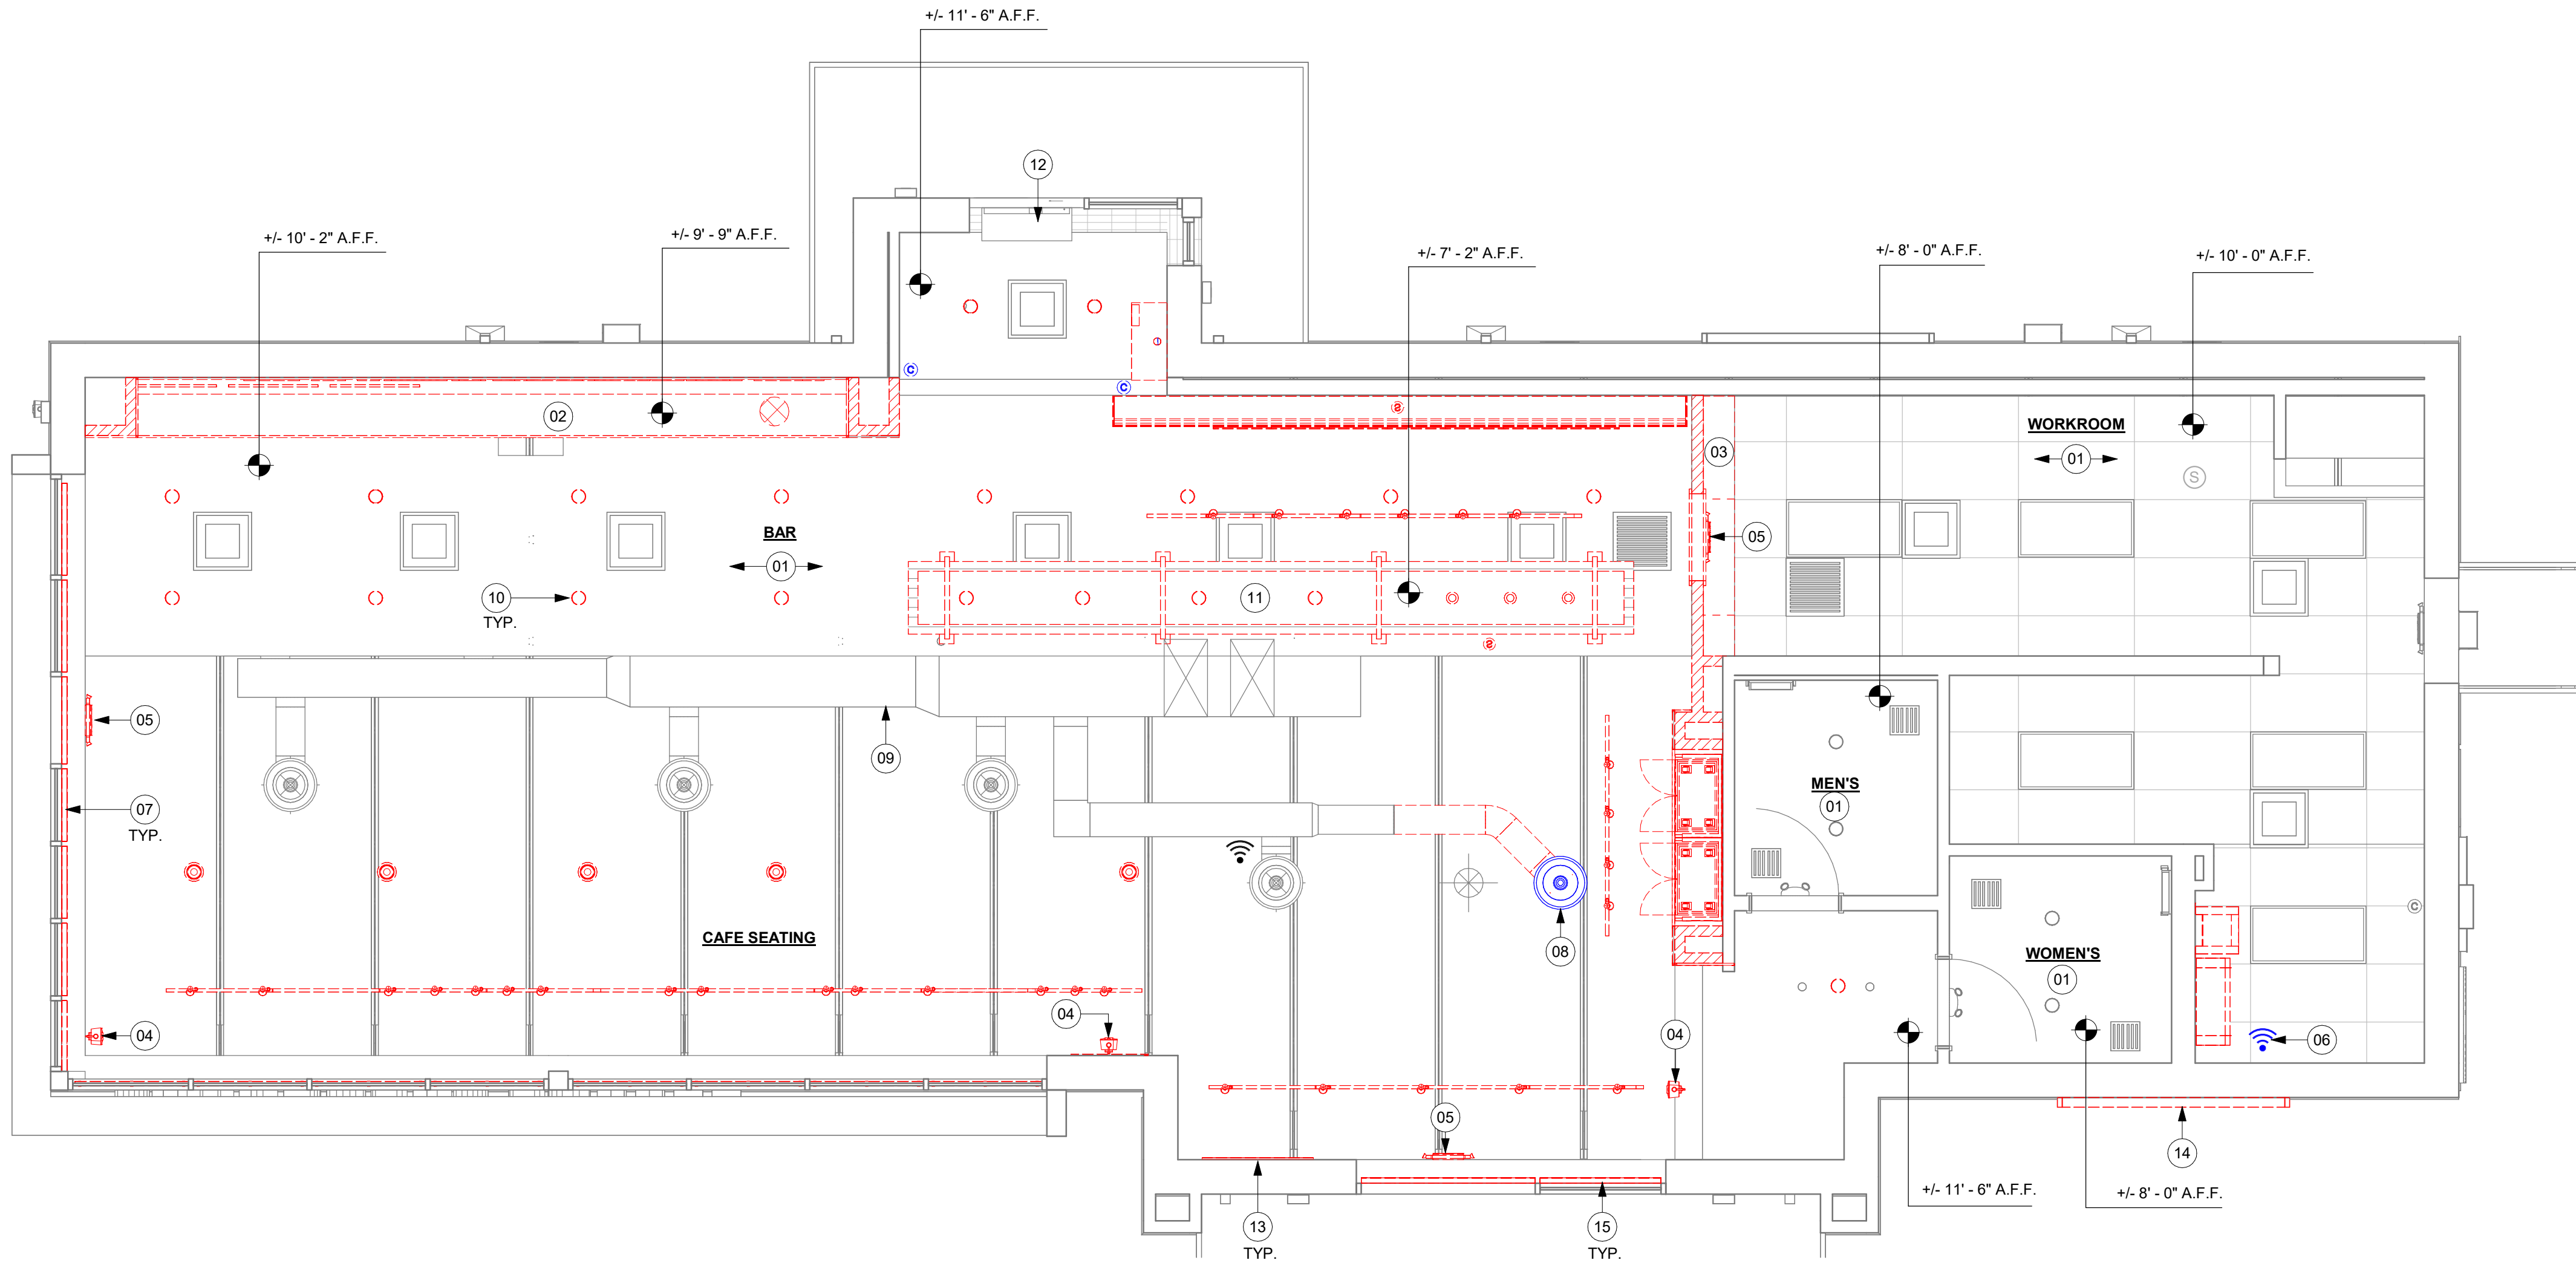 +/- 11' - 6" A.F.F.
12
+/- 10' - 2" A.F.F.
+/- 9' - 9" A.F.F.
+/- 7' - 2" A.F.F.
+/- 8' - 0" A.F.F.
+/- 10' - 0" A.F.F.
C
C
02
S
03
WORKROOM
01
S
BAR
01
05
10
TYP.
11
S
05
09
07
TYP.
MEN'S
01
CAFE SEATING
08
C
WOMEN'S
01
04
04
04
06
05
14
13
TYP.
15
TYP.
+/- 11' - 6" A.F.F.
+/- 8' - 0" A.F.F.